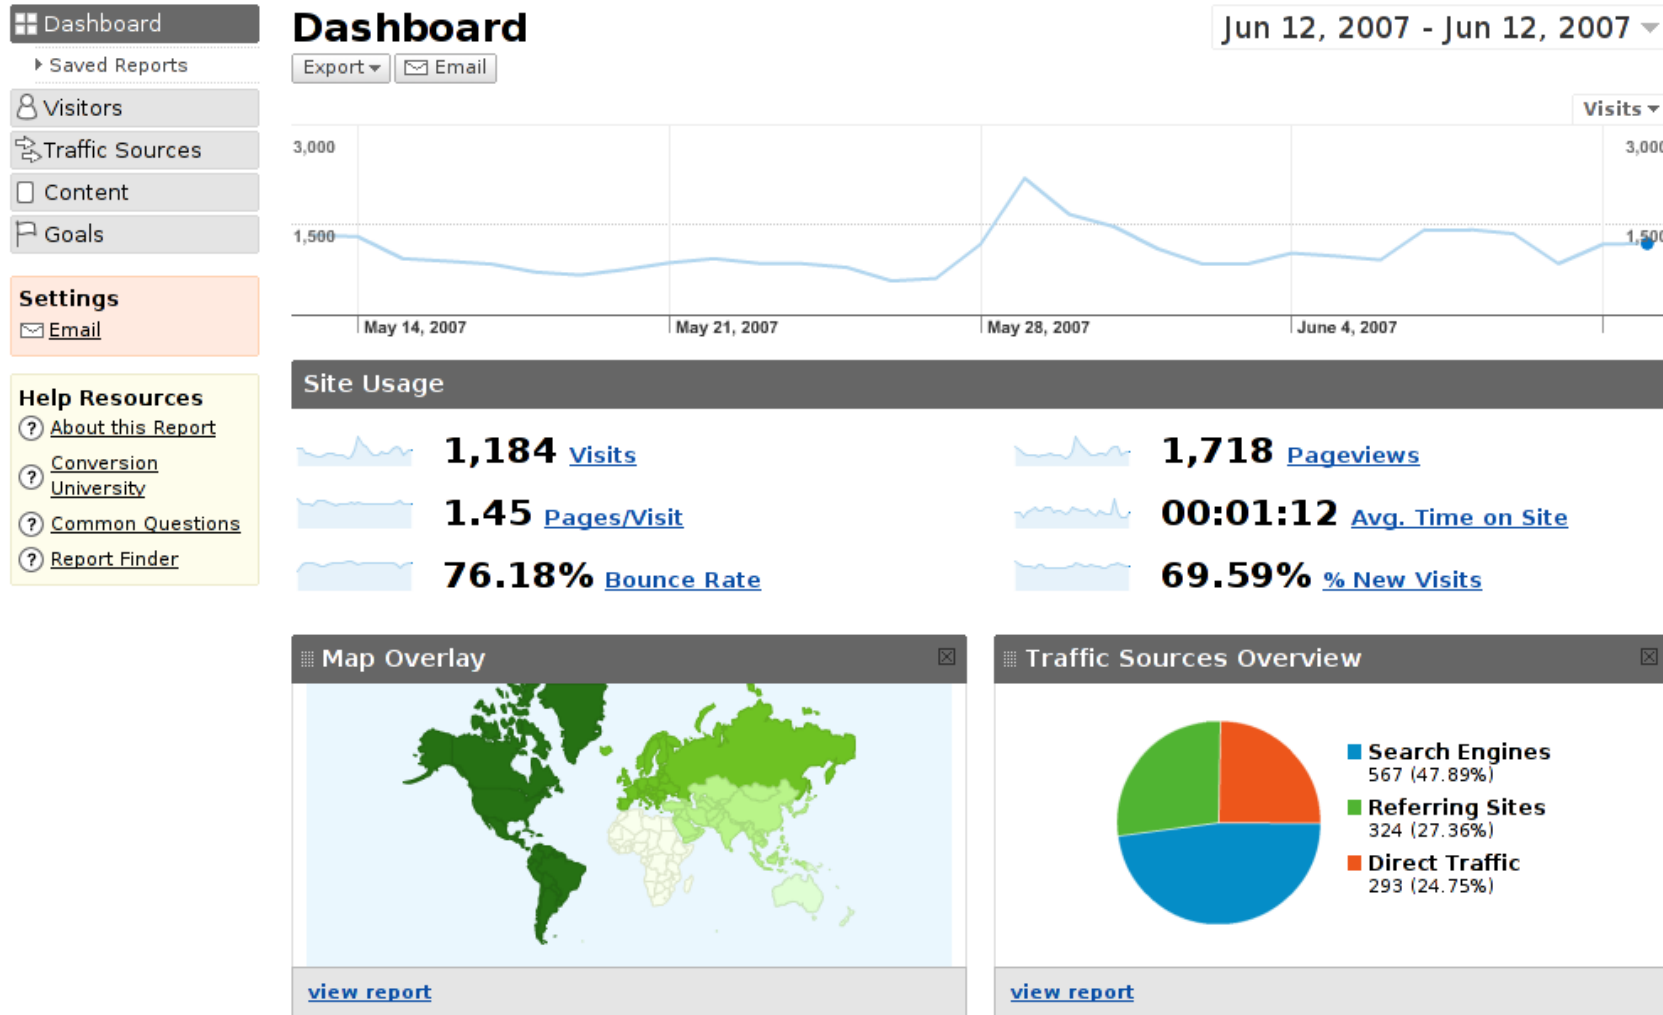 Dashboard
Saved Reports
Visitors
Traffic Sources
Content
Goals
Settings
Email
Help Resources
? About this Report
? Conversion
University
? Common Questions
? Report Finder
Dashboard
Jun 12, 2007 - Jun 12, 2007
Export Email
Visits
3,000 3,000
1,500 1,500
May 14, 2007 May 21, 2007 May 28, 2007 June 4, 2007
Site Usage
1,184 Visits
1,718 Pageviews
1.45 Pages/Visit
00:01:12 Avg. Time on Site
76.18% Bounce Rate
69.59% % New Visits
Map Overlay
view report
Traffic Sources Overview
Search Engines
567 (47.89%)
Referring Sites
324 (27.36%)
Direct Traffic
293 (24.75%)
view report